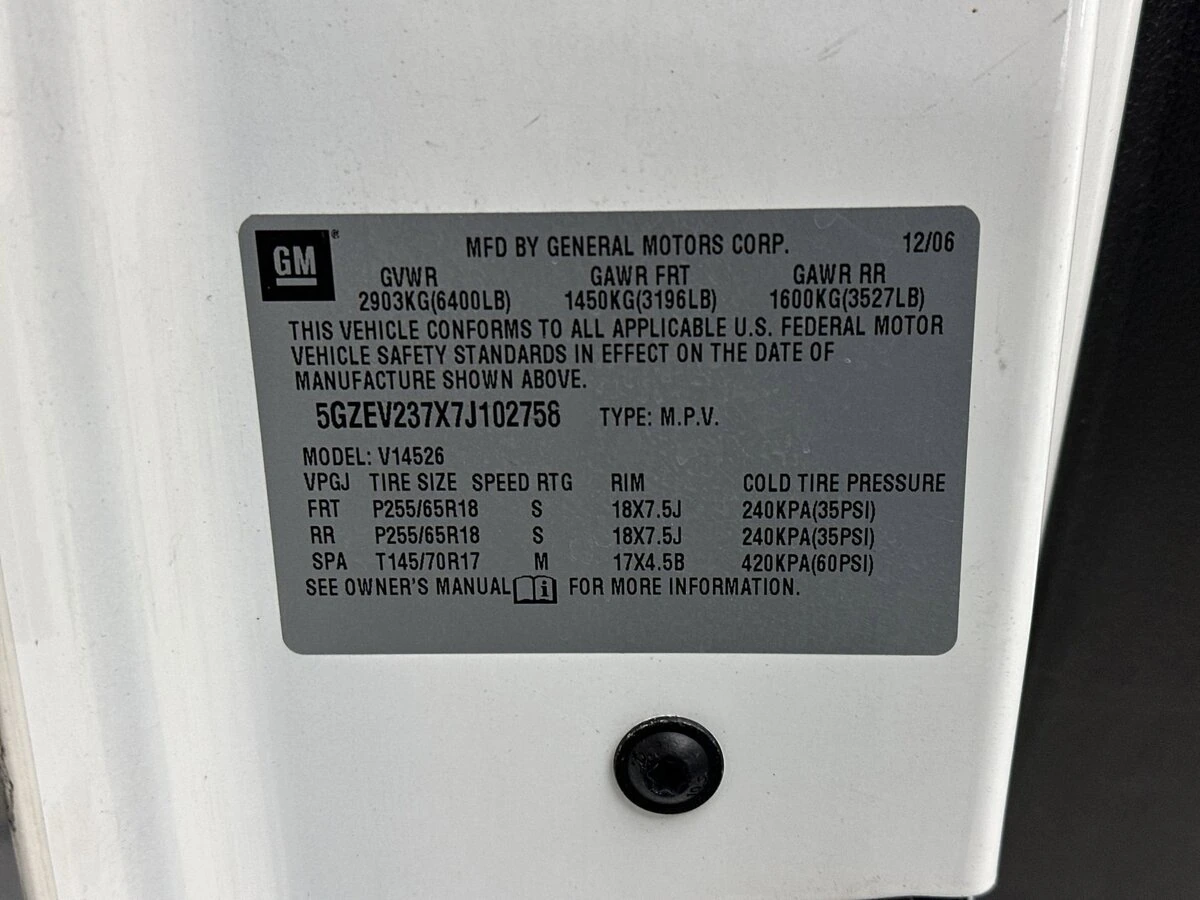 GM ® MFD BY GENERAL MOTORS CORP. 12/06
GVWR GAWR FRT GAWR RR
2903KG(6400LB) 1450KG(3196LB) 1600KG(3527LB)
THIS VEHICLE CONFORMS TO ALL APPLICABLE U.S. FEDERAL MOTOR
VEHICLE SAFETY STANDARDS IN EFFECT ON THE DATE OF
MANUFACTURE SHOWN ABOVE.
5GZEV237X7J102758 TYPE: M.P.V.
MODEL: V14526
VPGJ TIRE SIZE SPEED RTG RIM COLD TIRE PRESSURE
FRT P255/65R18 S 18X7.5J 240KPA(35PSI)
RR P255/65R18 S 18X7.5J 240KPA(35PSI)
SPA T145/70R17 M 17X4.5B 420KPA(60PSI)
SEE OWNER'S MANUAL i FOR MORE INFORMATION.